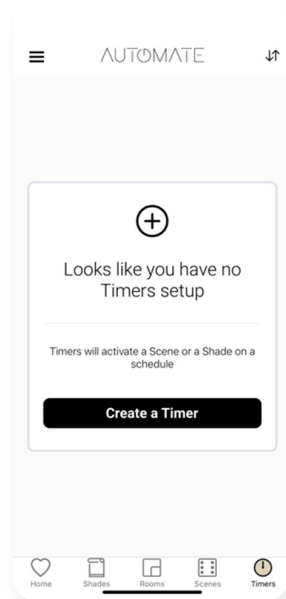 AUTOMATE
Looks like you have no
Timers setup
Timers will activate a Scene or a Shade on a
schedule
Create a Timer
Home Shades Rooms Scenes Timers